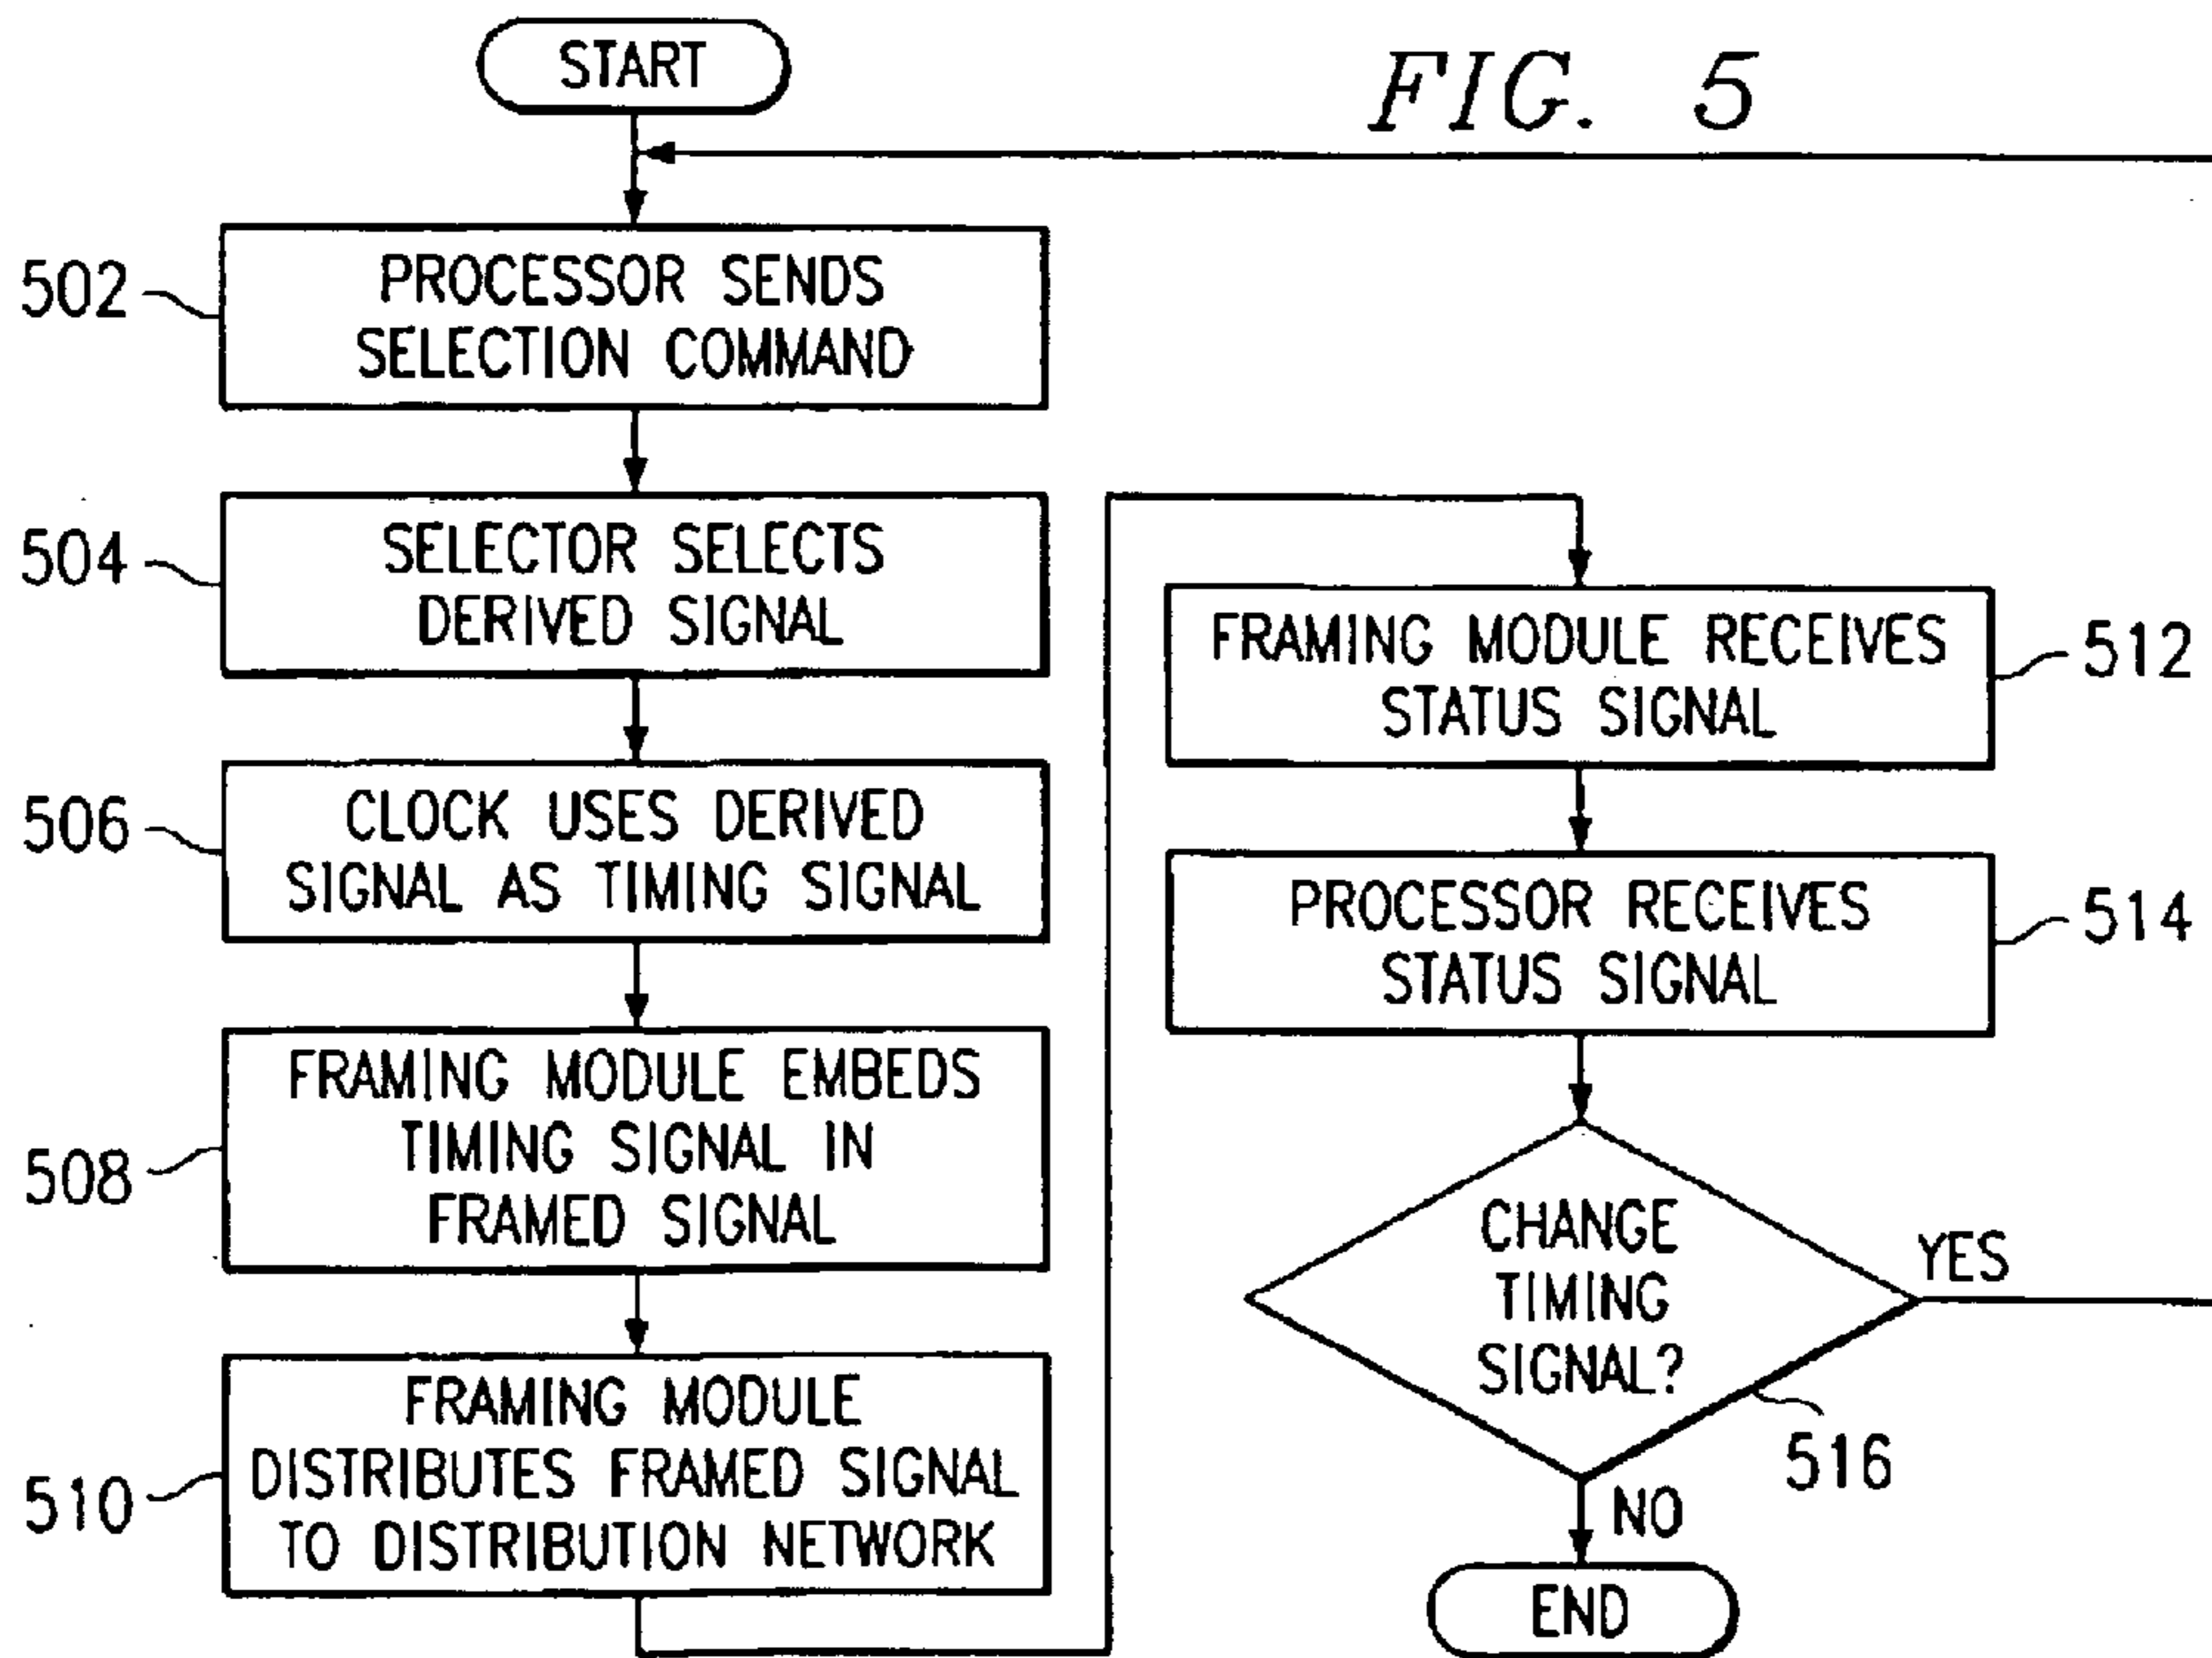 START
FIG. 5
502
PROCESSOR SENDS
SELECTION COMMAND
504
SELECTOR SELECTS
DERIVED SIGNAL
506
CLOCK USES DERIVED
SIGNAL AS TIMING SIGNAL
508
FRAMING MODULE EMBEDS
TIMING SIGNAL IN
FRAMED SIGNAL
510
FRAMING MODULE
DISTRIBUTES FRAMED SIGNAL
TO DISTRIBUTION NETWORK
FRAMING MODULE RECEIVES
STATUS SIGNAL
512
PROCESSOR RECEIVES
STATUS SIGNAL
514
CHANGE
TIMING
SIGNAL?
YES
516
NO
END